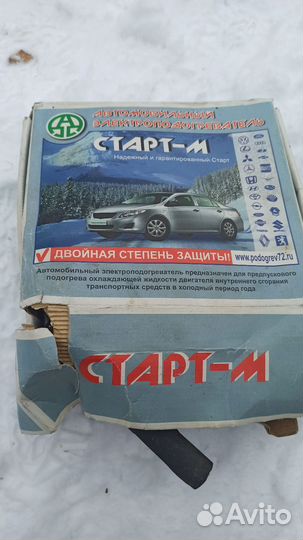 АВТОМОБИЛЬНЫЙ
ЭЛЕКТРОПОДОГРЕВАТЕЛЬ
СТАРТ-М
Надежный и гарантированный Старт
✓ ДВОЙНАЯ СТЕПЕНЬ ЗАЩИТЫ!
www.podogrev72.ru
Автомобильный электроподогреватель предназначен для предпускового
подогрева охлаждающей жидкости двигателя внутреннего сгорания
транспортных средств в холодный период года
СТАРТ-М
Avito